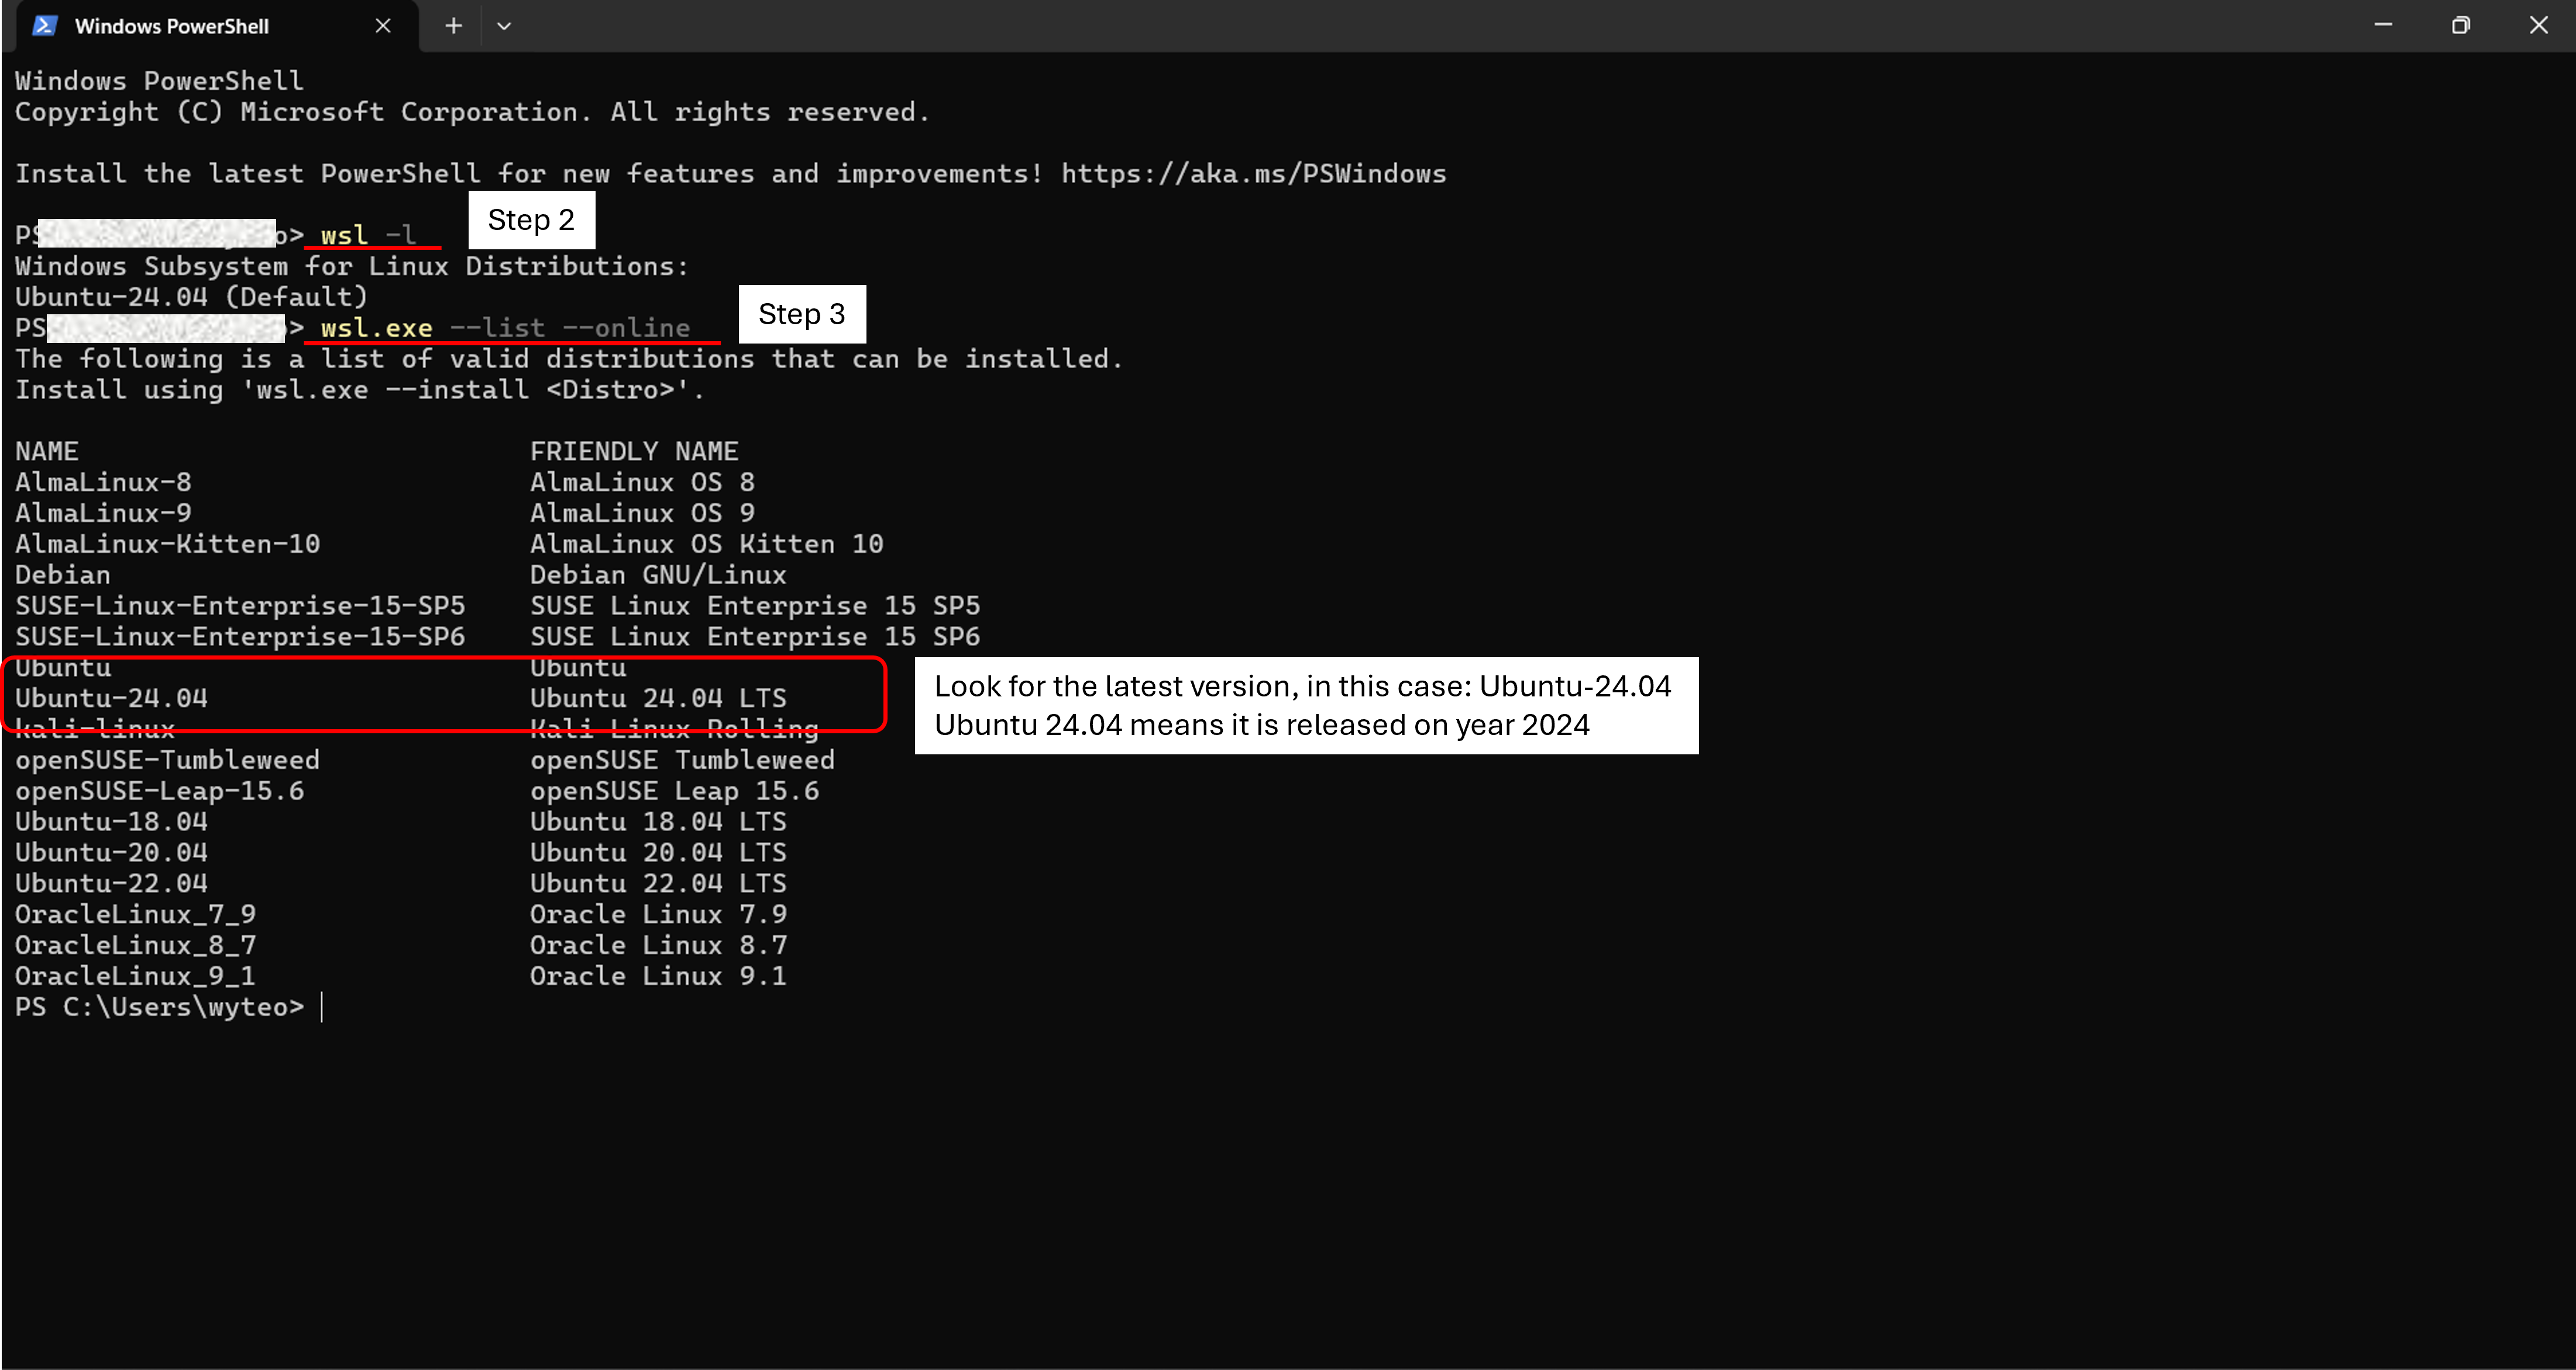 Windows PowerShell
Windows PowerShell
Copyright (C) Microsoft Corporation. All rights reserved.
Install the latest PowerShell for new features and improvements! https://aka.ms/PSWindows
Step 2
PS o> wsl -l
Windows Subsystem for Linux Distributions:
Ubuntu-24.04 (Default)
Step 3
PS > wsl.exe --list --online
The following is a list of valid distributions that can be installed.
Install using 'wsl.exe --install <Distro>'.
NAME FRIENDLY NAME
AlmaLinux-8 AlmaLinux OS 8
AlmaLinux-9 AlmaLinux OS 9
AlmaLinux-Kitten-10 AlmaLinux OS Kitten 10
Debian Debian GNU/Linux
SUSE-Linux-Enterprise-15-SP5 SUSE Linux Enterprise 15 SP5
SUSE-Linux-Enterprise-15-SP6 SUSE Linux Enterprise 15 SP6
Ubuntu Ubuntu
Ubuntu-24.04 Ubuntu 24.04 LTS
Look for the latest version, in this case: Ubuntu-24.04
Ubuntu 24.04 means it is released on year 2024
kali-linux Kali Linux Rolling
openSUSE-Tumbleweed openSUSE Tumbleweed
openSUSE-Leap-15.6 openSUSE Leap 15.6
Ubuntu-18.04 Ubuntu 18.04 LTS
Ubuntu-20.04 Ubuntu 20.04 LTS
Ubuntu-22.04 Ubuntu 22.04 LTS
OracleLinux_7_9 Oracle Linux 7.9
OracleLinux_8_7 Oracle Linux 8.7
OracleLinux_9_1 Oracle Linux 9.1
PS C:\Users\wyteo>